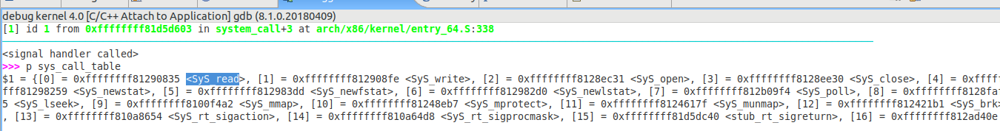 debug kernel 4.0 [C/C++ Attach to Application] gdb (8.1.0.20180409)
[1] id 1 from 0xffffffff81d5d603 in system_call+3 at arch/x86/kernel/entry_64.S:338
<signal handler called>
>>> p sys_call_table
$1 = {[0] = 0xffffffff81290835 <SyS_read>, [1] = 0xffffffff812908fe <SyS_write>, [2] = 0xffffffff8128ec31 <SyS_open>, [3] = 0xffffffff8128ee30 <SyS_close>, [4] = 0xfffff
fff81298259 <SyS_newstat>, [5] = 0xffffffff812983dd <SyS_newfstat>, [6] = 0xffffffff812982d0 <SyS_newlstat>, [7] = 0xffffffff812b09f4 <SyS_poll>, [8] = 0xffffffff8128faf
5 <SyS_lseek>, [9] = 0xffffffff8100f4a2 <SyS_mmap>, [10] = 0xffffffff81248eb7 <SyS_mprotect>, [11] = 0xffffffff8124617f <SyS_munmap>, [12] = 0xffffffff812421b1 <SyS_brk>
, [13] = 0xffffffff810a8654 <SyS_rt_sigaction>, [14] = 0xffffffff810a64d8 <SyS_rt_sigprocmask>, [15] = 0xffffffff81d5dc40 <stub_rt_sigreturn>, [16] = 0xffffffff812ad40e